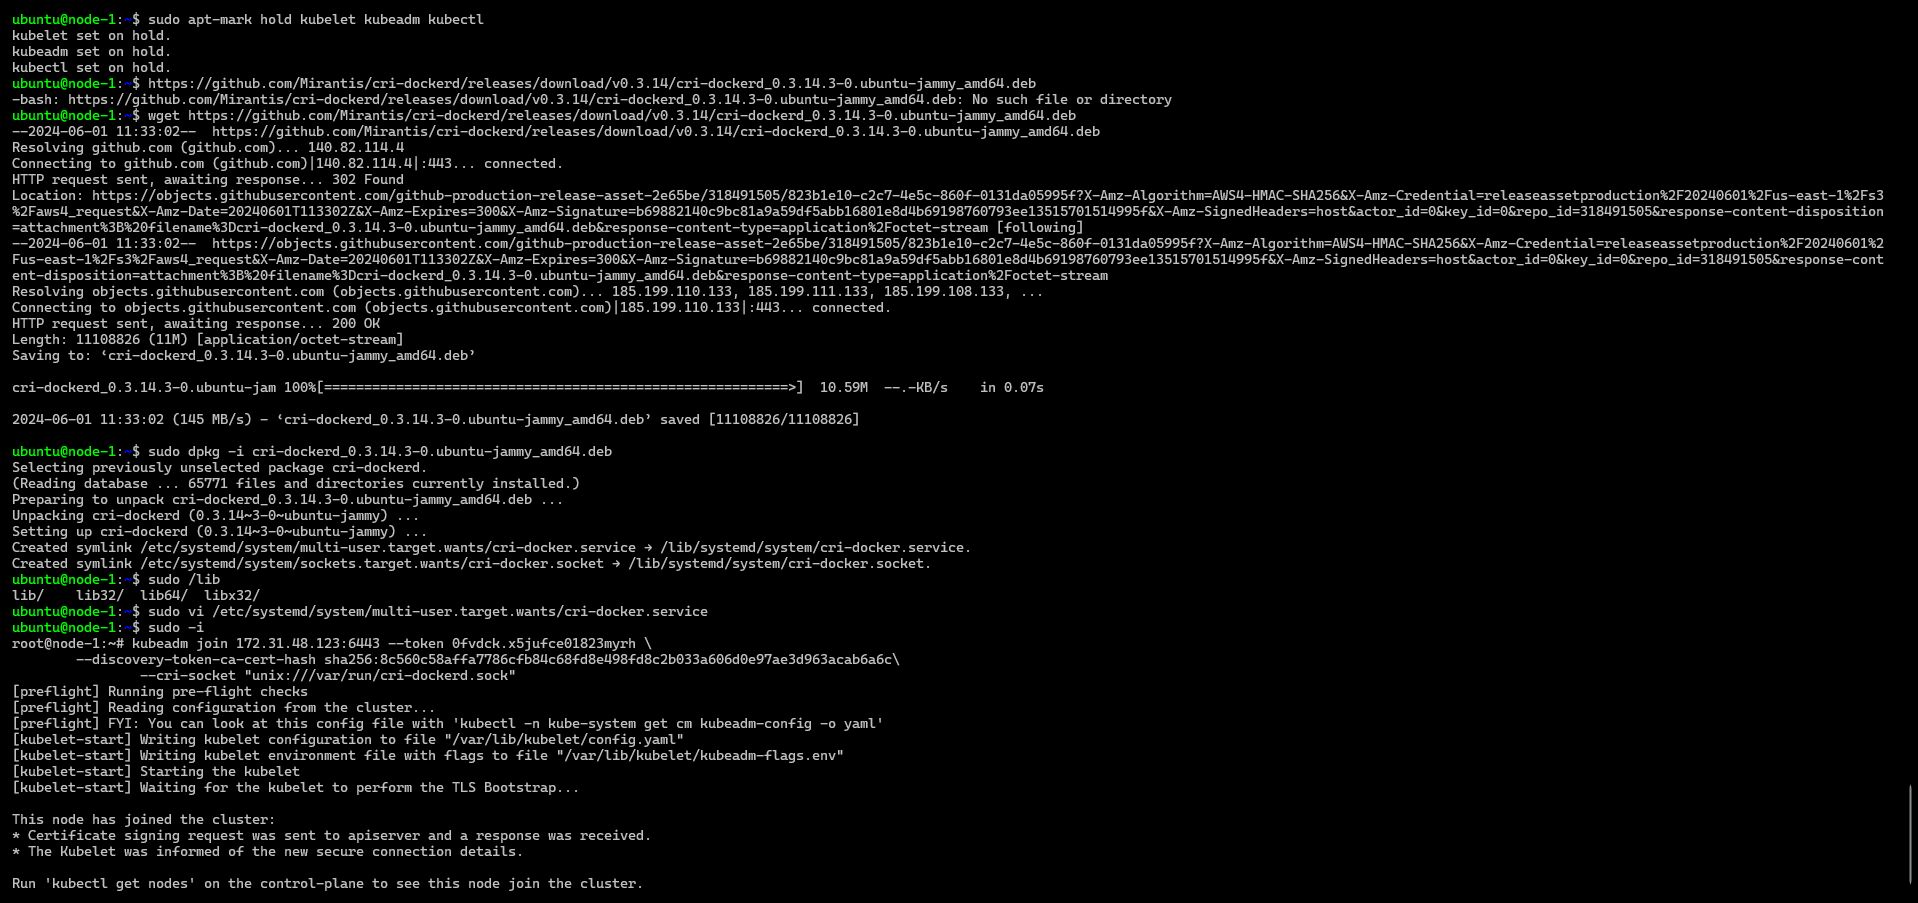 ubuntu@node-1:~$ sudo apt-mark hold kubelet kubeadm kubectl
kubelet set on hold.
kubeadm set on hold.
kubectl set on hold.
ubuntu@node-1:~$ https://github.com/Mirantis/cri-dockerd/releases/download/v0.3.14/cri-dockerd_0.3.14.3-0.ubuntu-jammy_amd64.deb
-bash: https://github.com/Mirantis/cri-dockerd/releases/download/v0.3.14/cri-dockerd_0.3.14.3-0.ubuntu-jammy_amd64.deb: No such file or directory
ubuntu@node-1:~$ wget https://github.com/Mirantis/cri-dockerd/releases/download/v0.3.14/cri-dockerd_0.3.14.3-0.ubuntu-jammy_amd64.deb
--2024-06-01 11:33:02--  https://github.com/Mirantis/cri-dockerd/releases/download/v0.3.14/cri-dockerd_0.3.14.3-0.ubuntu-jammy_amd64.deb
Resolving github.com (github.com)... 140.82.114.4
Connecting to github.com (github.com)|140.82.114.4|:443... connected.
HTTP request sent, awaiting response... 302 Found
Location: https://objects.githubusercontent.com/github-production-release-asset-2e65be/318491505/823b1e10-c2c7-4e5c-860f-0131da05995f?X-Amz-Algorithm=AWS4-HMAC-SHA256&X-Amz-Credential=releaseassetproduction%2F20240601%2Fus-east-1%2Fs3
%2Faws4_request&X-Amz-Date=20240601T113302Z&X-Amz-Expires=300&X-Amz-Signature=b69882140c9bc81a9a59df5abb16801e8d4b69198760793ee13515701514995f&X-Amz-SignedHeaders=host&actor_id=0&key_id=0&repo_id=318491505&response-content-disposition
=attachment%3B%20filename%3Dcri-dockerd_0.3.14.3-0.ubuntu-jammy_amd64.deb&response-content-type=application%2Foctet-stream [following]
--2024-06-01 11:33:02--  https://objects.githubusercontent.com/github-production-release-asset-2e65be/318491505/823b1e10-c2c7-4e5c-860f-0131da05995f?X-Amz-Algorithm=AWS4-HMAC-SHA256&X-Amz-Credential=releaseassetproduction%2F20240601%2
Fus-east-1%2Fs3%2Faws4_request&X-Amz-Date=20240601T113302Z&X-Amz-Expires=300&X-Amz-Signature=b69882140c9bc81a9a59df5abb16801e8d4b69198760793ee13515701514995f&X-Amz-SignedHeaders=host&actor_id=0&key_id=0&repo_id=318491505&response-cont
ent-disposition=attachment%3B%20filename%3Dcri-dockerd_0.3.14.3-0.ubuntu-jammy_amd64.deb&response-content-type=application%2Foctet-stream
Resolving objects.githubusercontent.com (objects.githubusercontent.com)... 185.199.110.133, 185.199.111.133, 185.199.108.133, ...
Connecting to objects.githubusercontent.com (objects.githubusercontent.com)|185.199.110.133|:443... connected.
HTTP request sent, awaiting response... 200 OK
Length: 11108826 (11M) [application/octet-stream]
Saving to: ‘cri-dockerd_0.3.14.3-0.ubuntu-jammy_amd64.deb’
cri-dockerd_0.3.14.3-0.ubuntu-jam 100%[==========================================================>]  10.59M  --.-KB/s    in 0.07s
2024-06-01 11:33:02 (145 MB/s) - ‘cri-dockerd_0.3.14.3-0.ubuntu-jammy_amd64.deb’ saved [11108826/11108826]
ubuntu@node-1:~$ sudo dpkg -i cri-dockerd_0.3.14.3-0.ubuntu-jammy_amd64.deb
Selecting previously unselected package cri-dockerd.
(Reading database ... 65771 files and directories currently installed.)
Preparing to unpack cri-dockerd_0.3.14.3-0.ubuntu-jammy_amd64.deb ...
Unpacking cri-dockerd (0.3.14~3-0~ubuntu-jammy) ...
Setting up cri-dockerd (0.3.14~3-0~ubuntu-jammy) ...
Created symlink /etc/systemd/system/multi-user.target.wants/cri-docker.service → /lib/systemd/system/cri-docker.service.
Created symlink /etc/systemd/system/sockets.target.wants/cri-docker.socket → /lib/systemd/system/cri-docker.socket.
ubuntu@node-1:~$ sudo /lib
lib/    lib32/  lib64/  libx32/
ubuntu@node-1:~$ sudo vi /etc/systemd/system/multi-user.target.wants/cri-docker.service
ubuntu@node-1:~$ sudo -i
root@node-1:~# kubeadm join 172.31.48.123:6443 --token 0fvdck.x5jufce01823myrh \
        --discovery-token-ca-cert-hash sha256:8c560c58affa7786cfb84c68fd8e498fd8c2b033a606d0e97ae3d963acab6a6c\
                --cri-socket "unix:///var/run/cri-dockerd.sock"
[preflight] Running pre-flight checks
[preflight] Reading configuration from the cluster...
[preflight] FYI: You can look at this config file with 'kubectl -n kube-system get cm kubeadm-config -o yaml'
[kubelet-start] Writing kubelet configuration to file "/var/lib/kubelet/config.yaml"
[kubelet-start] Writing kubelet environment file with flags to file "/var/lib/kubelet/kubeadm-flags.env"
[kubelet-start] Starting the kubelet
[kubelet-start] Waiting for the kubelet to perform the TLS Bootstrap...
This node has joined the cluster:
* Certificate signing request was sent to apiserver and a response was received.
* The Kubelet was informed of the new secure connection details.
Run 'kubectl get nodes' on the control-plane to see this node join the cluster.